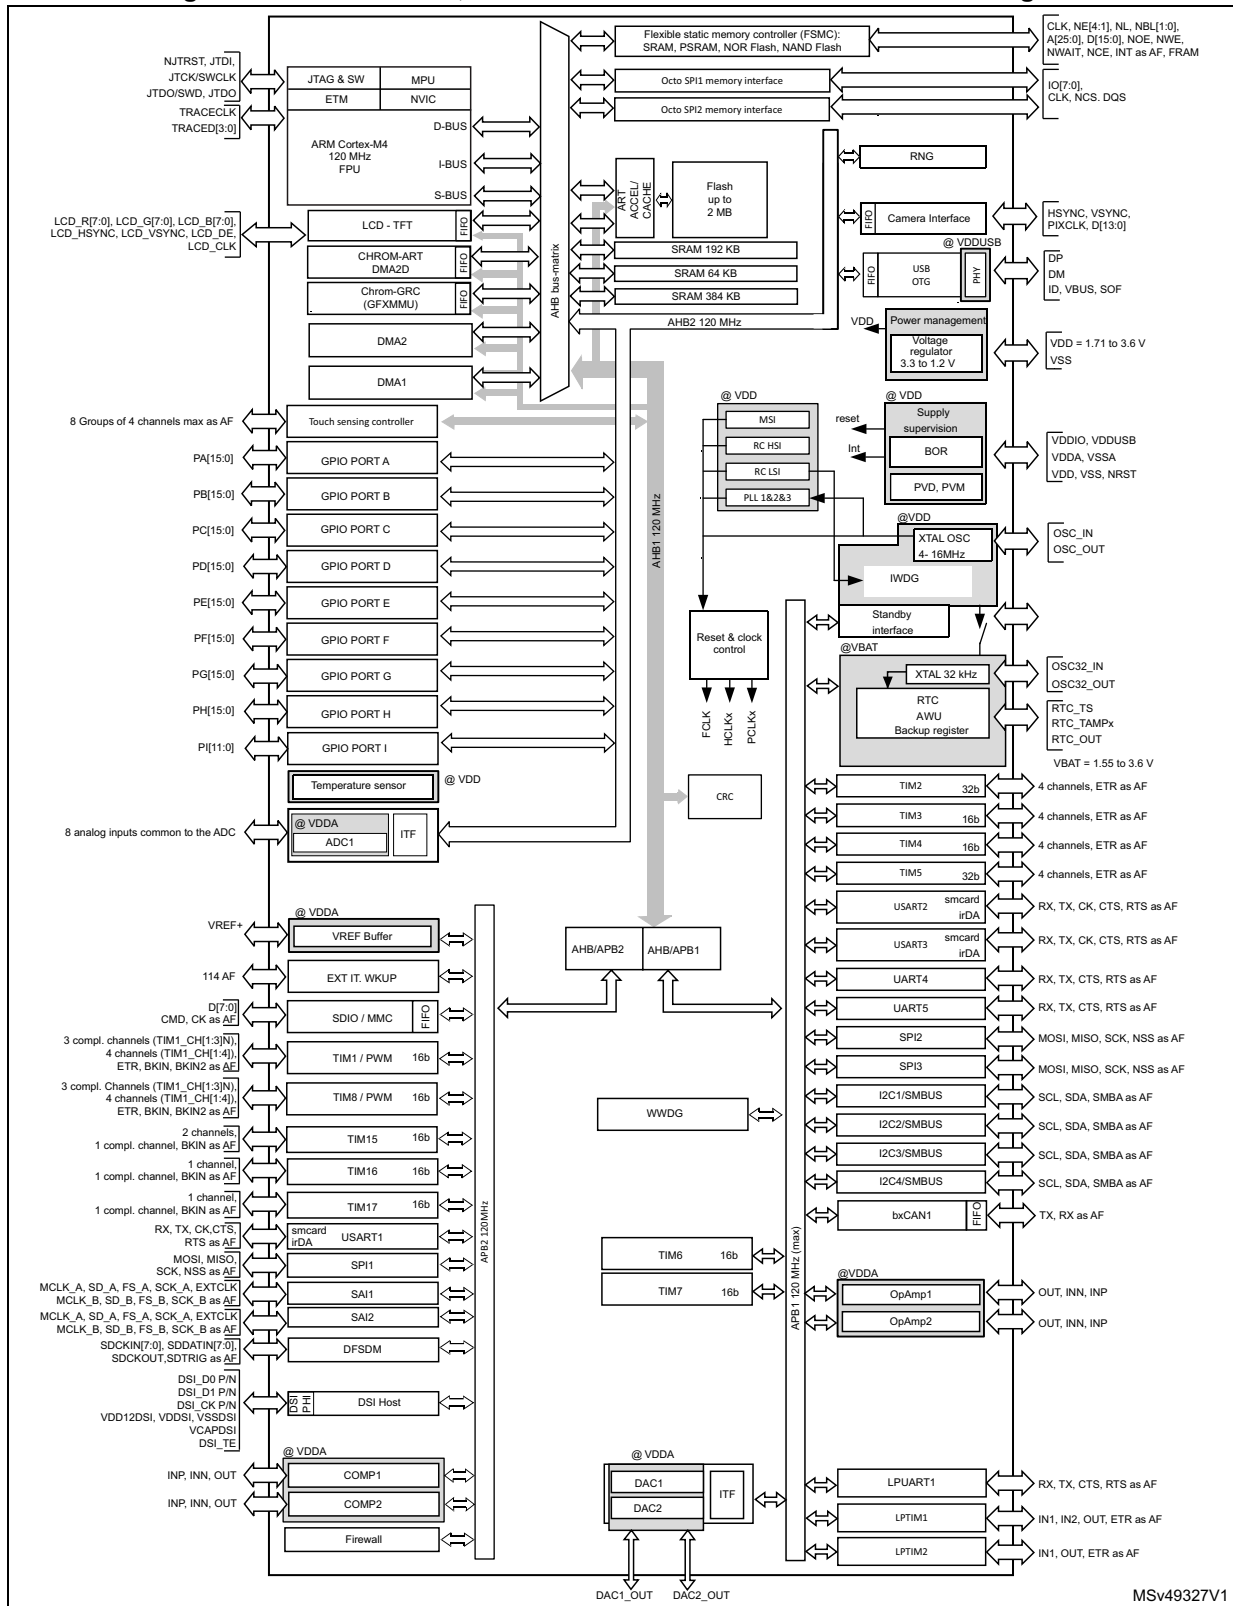 CLK, NE[4:1], NL, NBL[1:0],
A[25:0], D[15:0], NOE, NWE,
NWAIT, NCE, INT as AF, FRAM
Flexible static memory controller (FSMC):
SRAM, PSRAM, NOR Flash, NAND Flash
NJTRST, JTDI,
JTCK/SWCLK
JTDO/SWD, JTDO
TRACECLK
TRACED[3:0]
JTAG & SW
MPU
ETM
NVIC
ARM Cortex-M4
120 MHz
FPU
D-BUS
I-BUS
S-BUS
Octo SPI1 memory interface
Octo SPI2 memory interface
IO[7:0],
CLK, NCS. DQS
RNG
ART
ACCEL/
CACHE
Flash
up to
2 MB
FIFO
Camera Interface
HSYNC, VSYNC,
PIXCLK, D[13:0]
LCD_R[7:0], LCD_G[7:0], LCD_B[7:0],
LCD_HSYNC, LCD_VSYNC, LCD_DE,
LCD_CLK
LCD - TFT
FIFO
CHROM-ART
DMA2D
FIFO
Chrom-GRC
(GFXMMU)
FIFO
DMA2
DMA1
AHB bus-matrix
SRAM 192 KB
SRAM 64 KB
SRAM 384 KB
AHB2 120 MHz
@ VDDUSB
FIFO
USB
OTG
PHY
DP
DM
ID, VBUS, SOF
VDD
Power management
Voltage
regulator
3.3 to 1.2 V
VDD = 1.71 to 3.6 V
VSS
8 Groups of 4 channels max as AF
Touch sensing controller
@ VDD
MSI
RC HSI
RC LSI
PLL 1&2&3
@ VDD
reset
Int
Supply
supervision
BOR
PVD, PVM
VDDIO, VDDUSB
VDDA, VSSA
VDD, VSS, NRST
PA[15:0]
GPIO PORT A
PB[15:0]
GPIO PORT B
PC[15:0]
GPIO PORT C
PD[15:0]
GPIO PORT D
PE[15:0]
GPIO PORT E
PF[15:0]
GPIO PORT F
PG[15:0]
GPIO PORT G
PH[15:0]
GPIO PORT H
PI[11:0]
GPIO PORT I
AHB1 120 MHz
@VDD
XTAL OSC
4- 16MHz
IWDG
OSC_IN
OSC_OUT
Standby
interface
Reset & clock
control
FCLK
HCLKx
PCLKx
@VBAT
XTAL 32 kHz
RTC
AWU
Backup register
OSC32_IN
OSC32_OUT
RTC_TS
RTC_TAMPx
RTC_OUT
VBAT = 1.55 to 3.6 V
Temperature sensor
@ VDD
8 analog inputs common to the ADC
@ VDDA
ADC1
ITF
CRC
TIM2
32b
4 channels, ETR as AF
TIM3
16b
4 channels, ETR as AF
TIM4
16b
4 channels, ETR as AF
TIM5
32b
4 channels, ETR as AF
USART2
smcard
irDA
RX, TX, CK, CTS, RTS as AF
USART3
smcard
irDA
RX, TX, CK, CTS, RTS as AF
UART4
RX, TX, CTS, RTS as AF
UART5
RX, TX, CTS, RTS as AF
SPI2
MOSI, MISO, SCK, NSS as AF
SPI3
MOSI, MISO, SCK, NSS as AF
I2C1/SMBUS
SCL, SDA, SMBA as AF
I2C2/SMBUS
SCL, SDA, SMBA as AF
I2C3/SMBUS
SCL, SDA, SMBA as AF
I2C4/SMBUS
SCL, SDA, SMBA as AF
bxCAN1
FIFO
TX, RX as AF
@VDDA
OpAmp1
OUT, INN, INP
OpAmp2
OUT, INN, INP
AHB/APB2
AHB/APB1
WWDG
TIM6
16b
TIM7
16b
APB1 120 MHz (max)
VREF+
@ VDDA
VREF Buffer
114 AF
EXT IT. WKUP
D[7:0]
CMD, CK as AF
SDIO / MMC
FIFO
3 compl. channels (TIM1_CH[1:3]N),
4 channels (TIM1_CH[1:4]),
ETR, BKIN, BKIN2 as AF
TIM1 / PWM
16b
3 compl. Channels (TIM1_CH[1:3]N),
4 channels (TIM1_CH[1:4]),
ETR, BKIN, BKIN2 as AF
TIM8 / PWM
16b
2 channels,
1 compl. channel, BKIN as AF
TIM15
16b
1 channel,
1 compl. channel, BKIN as AF
TIM16
16b
1 channel,
1 compl. channel, BKIN as AF
TIM17
16b
RX, TX, CK,CTS,
RTS as AF
smcard
irDA
USART1
MOSI, MISO,
SCK, NSS as AF
SPI1
MCLK_A, SD_A, FS_A, SCK_A, EXTCLK
MCLK_B, SD_B, FS_B, SCK_B as AF
SAI1
MCLK_A, SD_A, FS_A, SCK_A, EXTCLK
MCLK_B, SD_B, FS_B, SCK_B as AF
SAI2
SDCKIN[7:0], SDDATIN[7:0],
SDCKOUT,SDTRIG as AF
DFSDM
APB2 120MHz
DSI_D0 P/N
DSI_D1 P/N
DSI_CK P/N
VDD12DSI, VDDSI, VSSDSI
VCAPDSI
DSI_TE
DSI
PHI
DSI Host
@ VDDA
INP, INN, OUT
COMP1
INP, INN, OUT
COMP2
Firewall
@ VDDA
DAC1
DAC2
ITF
DAC1_OUT
DAC2_OUT
LPUART1
RX, TX, CTS, RTS as AF
LPTIM1
IN1, IN2, OUT, ETR as AF
LPTIM2
IN1, OUT, ETR as AF
MSv49327V1